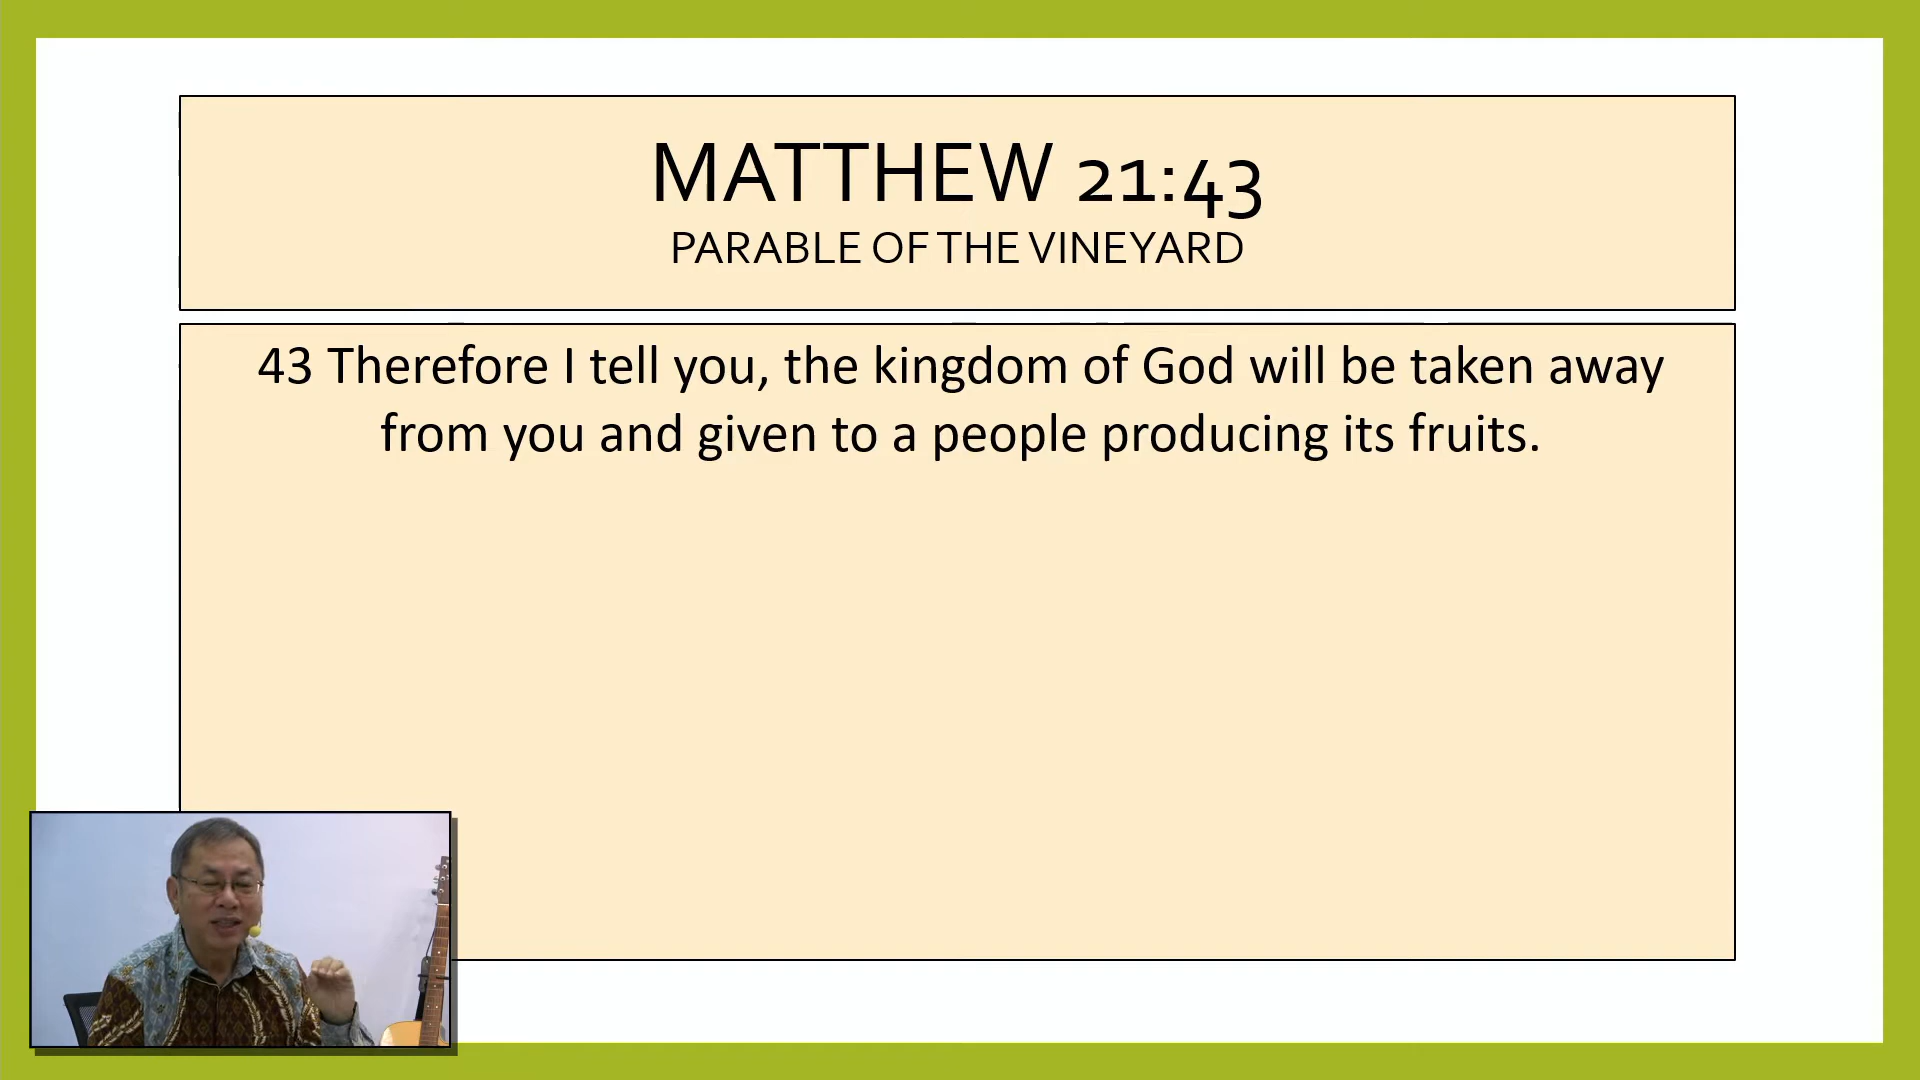 MATTHEW 21:43
PARABLE OF THE VINEYARD
43 Therefore I tell you, the kingdom of God will be taken away
from you and given to a people producing its fruits.